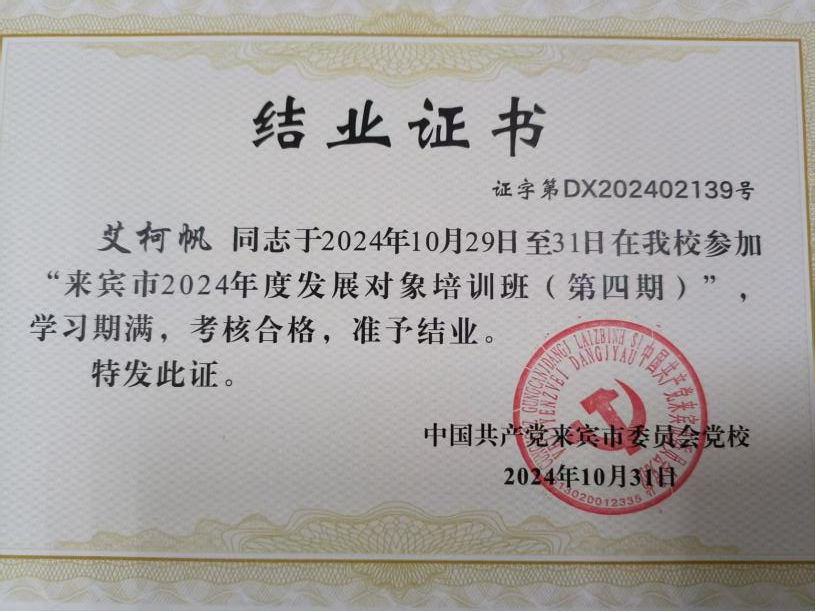 结业证书
证字第DX202402139号
艾柯帆 同志于2024年10月29日至31日在我校参加
“来宾市2024年度发展对象培训班（第四期）”，
学习期满，考核合格，准予结业。
特发此证。
中国共产党来宾市委员会党校
2024年10月31日